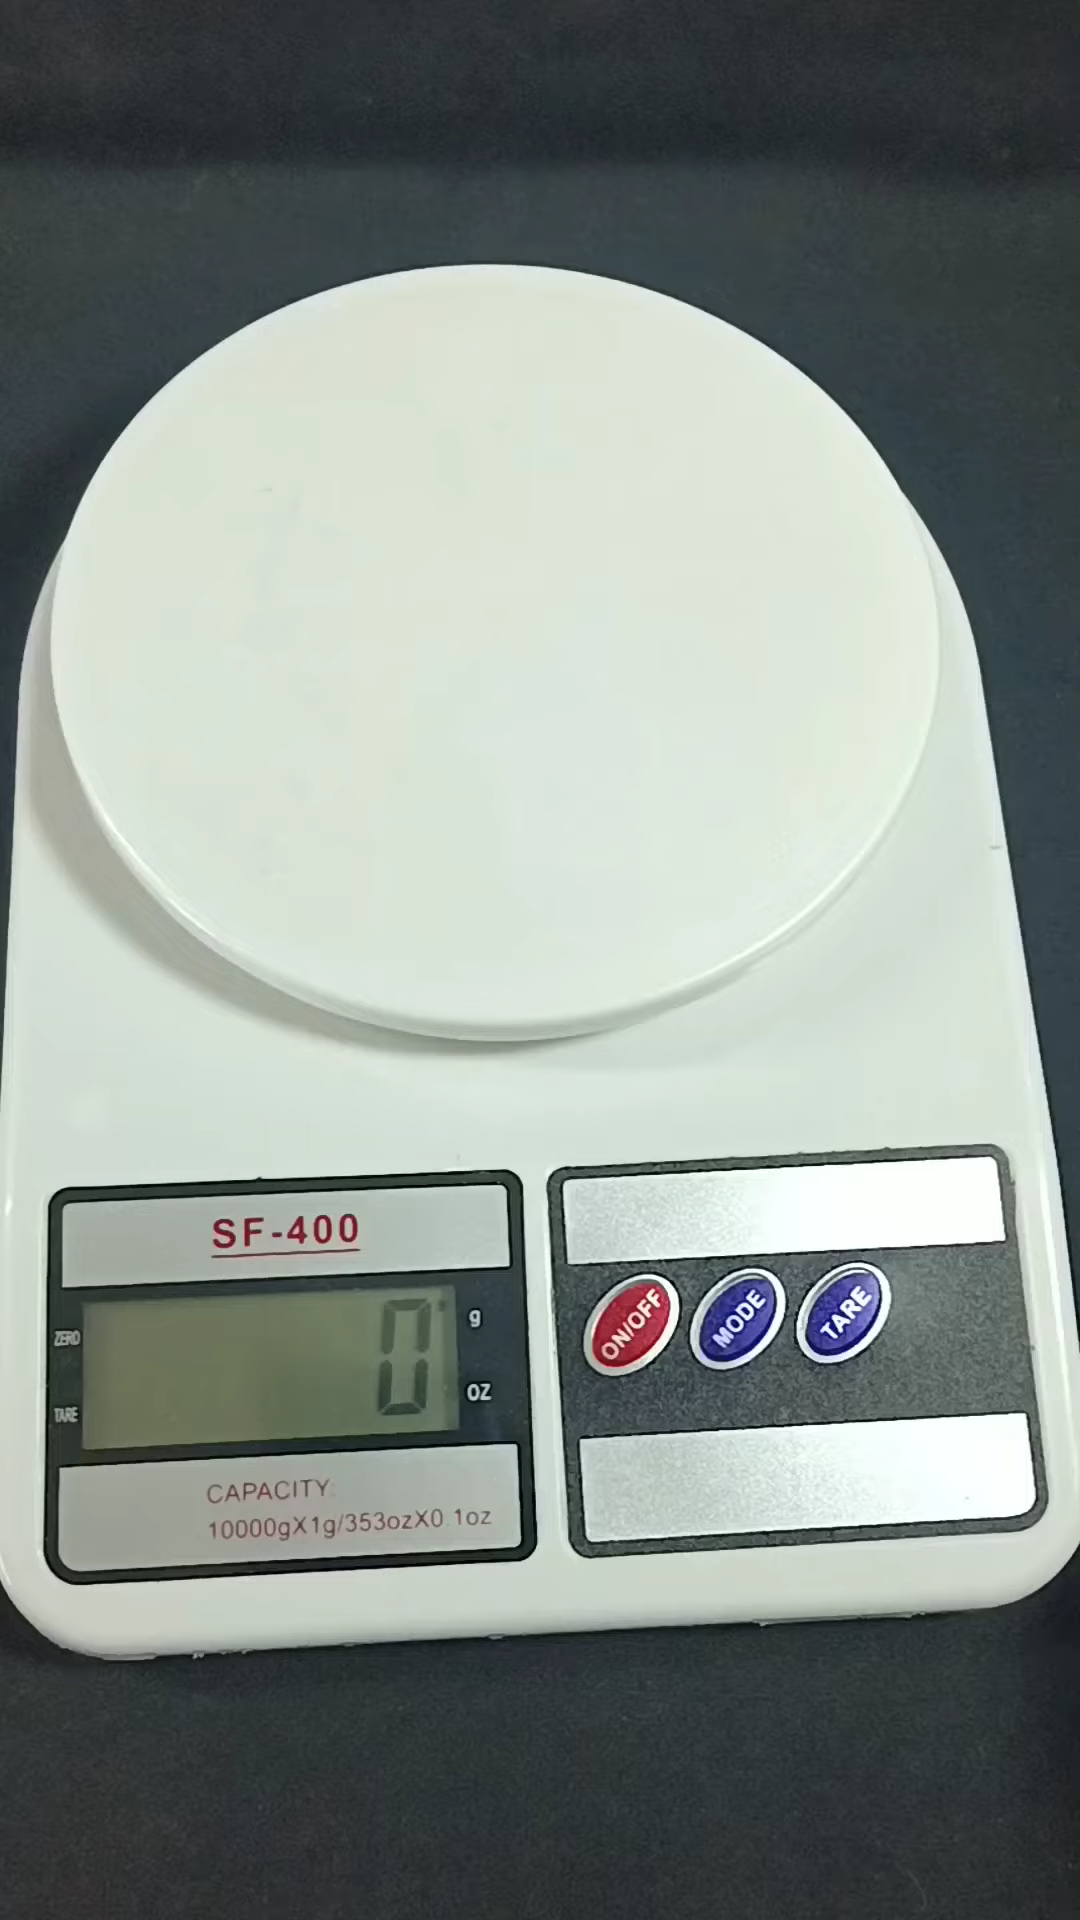 SF-400
ZERO
TARE
0
g
oz
CAPACITY:
10000gX1g/353ozX0.1oz
ON/OFF
MODE
TARE